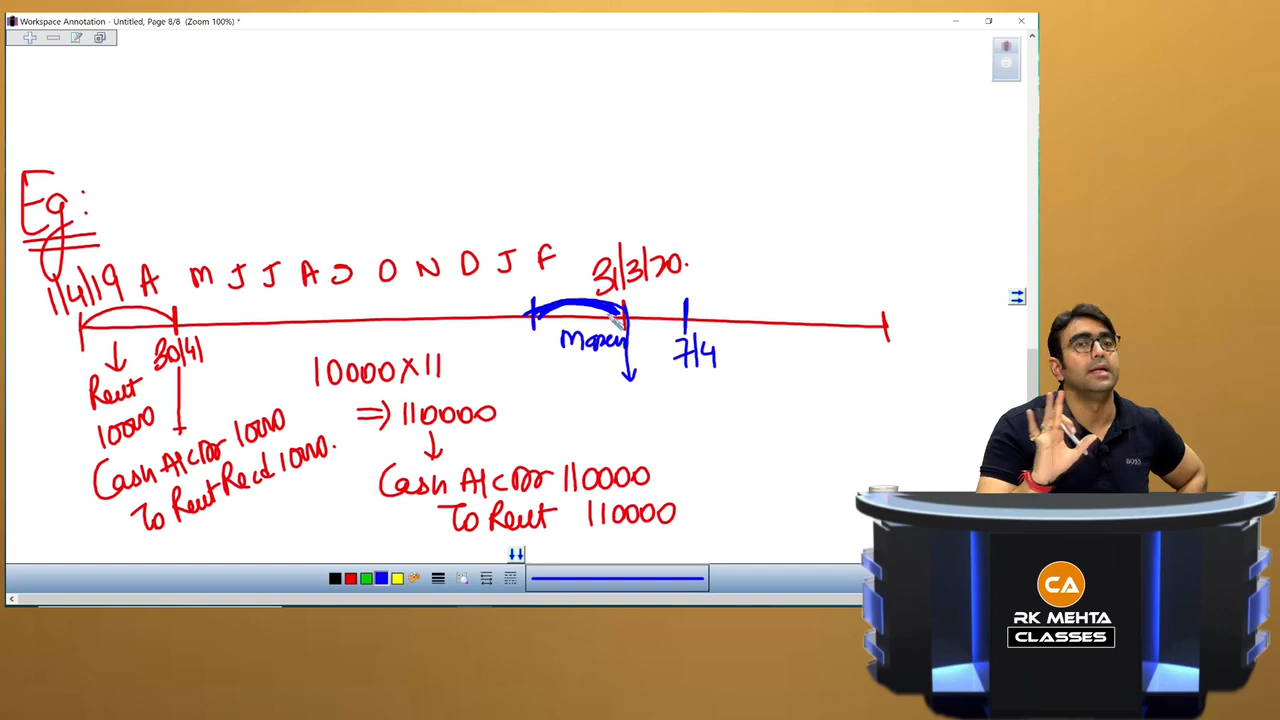 Workspace Annotation - Untitled, Page 8/8 (Zoom 100%) *
Eg:
1/4/19 A M J J A S O N D J F 31/3/20.
30/4
March
7/4
Rent
10000
10000 X 11
=> 110000
Cash A/c Dr 10000
To Rent Recd 10000.
Cash A/c Dr 110000
To Rent 110000
BOSS
CA
RK MEHTA
CLASSES